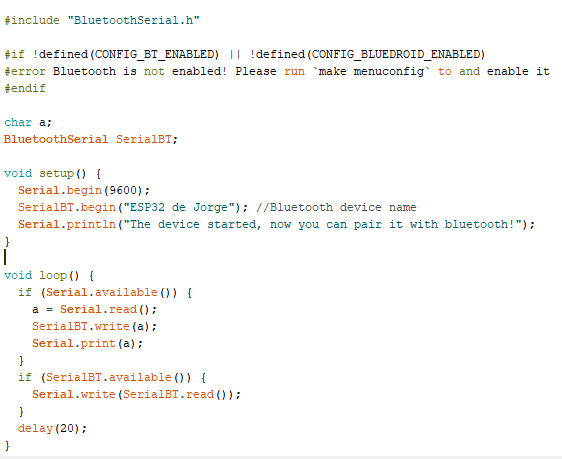 #include "BluetoothSerial.h"
#if !defined(CONFIG_BT_ENABLED) || !defined(CONFIG_BLUEDROID_ENABLED)
#error Bluetooth is not enabled! Please run `make menuconfig` to and enable it
#endif
char a;
BluetoothSerial SerialBT;
void setup() {
  Serial.begin(9600);
  SerialBT.begin("ESP32 de Jorge"); //Bluetooth device name
  Serial.println("The device started, now you can pair it with bluetooth!");
}
void loop() {
  if (Serial.available()) {
    a = Serial.read();
    SerialBT.write(a);
    Serial.print(a);
  }
  if (SerialBT.available()) {
    Serial.write(SerialBT.read());
  }
  delay(20);
}